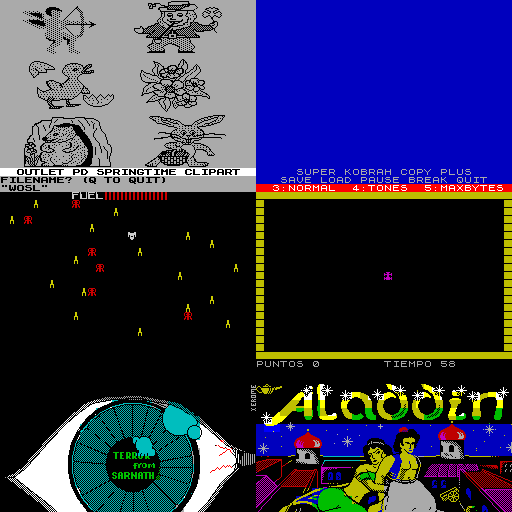 OUTLET PD SPRINGTIME CLIPART
FILENAME? (Q TO QUIT)
"WOSL"
SUPER KOBRAH COPY PLUS
SAVE LOAD PAUSE BREAK QUIT
3:NORMAL 4:TONES 5:MAXBYTES
FUEL
PUNTOS 0 TIEMPO 58
TERROR
from
SARNATH
XEROME
Aladdin